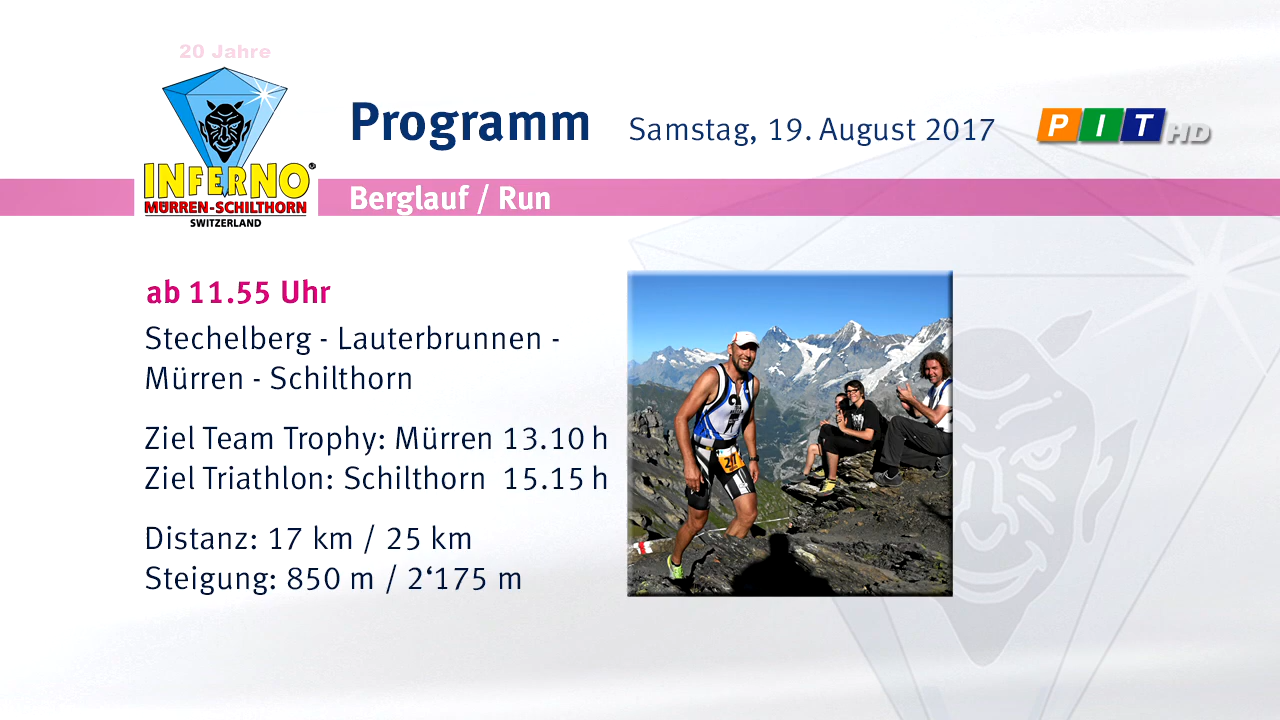 20 Jahre
INFERNO®
MÜRREN-SCHILTHORN
SWITZERLAND
Programm Samstag, 19. August 2017
PIT HD
Berglauf / Run
ab 11.55 Uhr
Stechelberg - Lauterbrunnen -
Mürren - Schilthorn
Ziel Team Trophy: Mürren 13.10 h
Ziel Triathlon: Schilthorn 15.15 h
Distanz: 17 km / 25 km
Steigung: 850 m / 2‘175 m